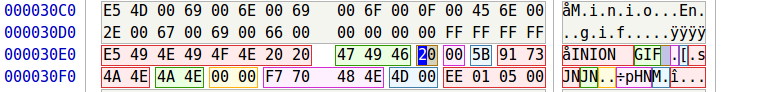 000030C0 E5 4D 00 69 00 6E 00 69 00 6F 00 0F 00 45 6E 00 åM.i.n.i.o...En.
000030D0 2E 00 67 00 69 00 66 00 00 00 00 00 FF FF FF FF ..g.i.f.....ÿÿÿÿ
000030E0 E5 49 4E 49 4F 4E 20 20 47 49 46 20 00 5B 91 73 åINION  GIF .[.s
000030F0 4A 4E 4A 4E 00 00 F7 70 48 4E 4D 00 EE 01 05 00 JNJN..÷pHNM.î...